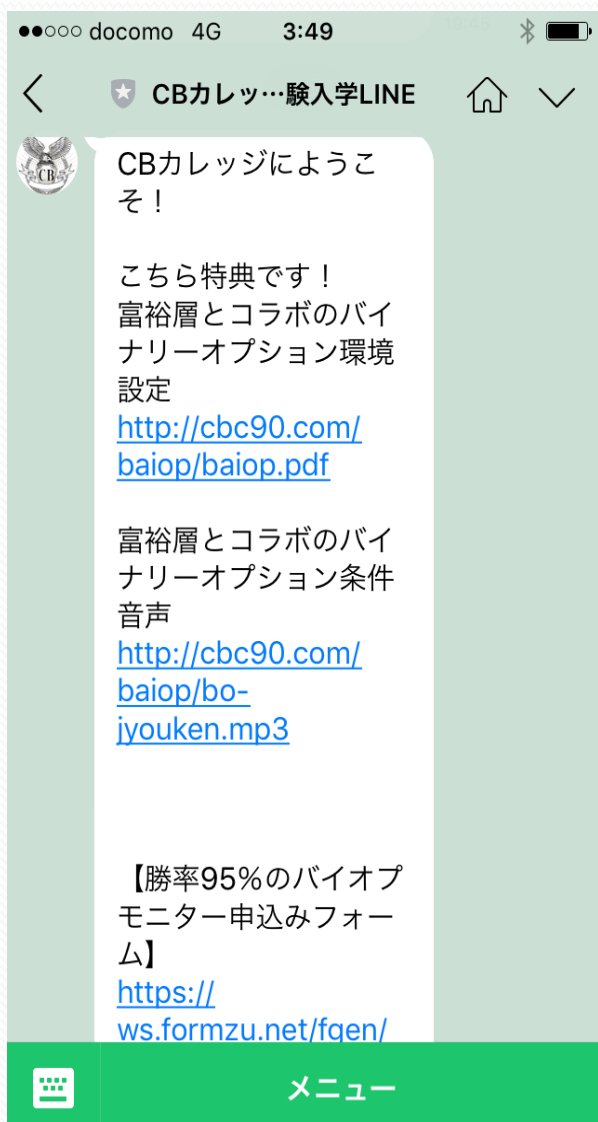 docomo 4G 3:49
CBカレッ…験入学LINE
CB
CBカレッジにようこ
そ！
こちら特典です！
富裕層とコラボのバイ
ナリーオプション環境
設定
http://cbc90.com/
baiop/baiop.pdf
富裕層とコラボのバイ
ナリーオプション条件
音声
http://cbc90.com/
baiop/bo-
jyouken.mp3
【勝率95%のバイオプ
モニター申込みフォー
ム】
https://
ws.formzu.net/fgen/
メニュー